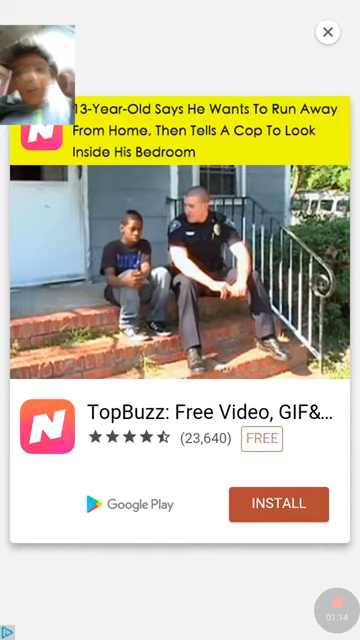 13-Year-Old Says He Wants To Run Away
From Home, Then Tells A Cop To Look
Inside His Bedroom
N
TopBuzz: Free Video, GIF&...
(23,640) FREE
Google Play
INSTALL
01:14